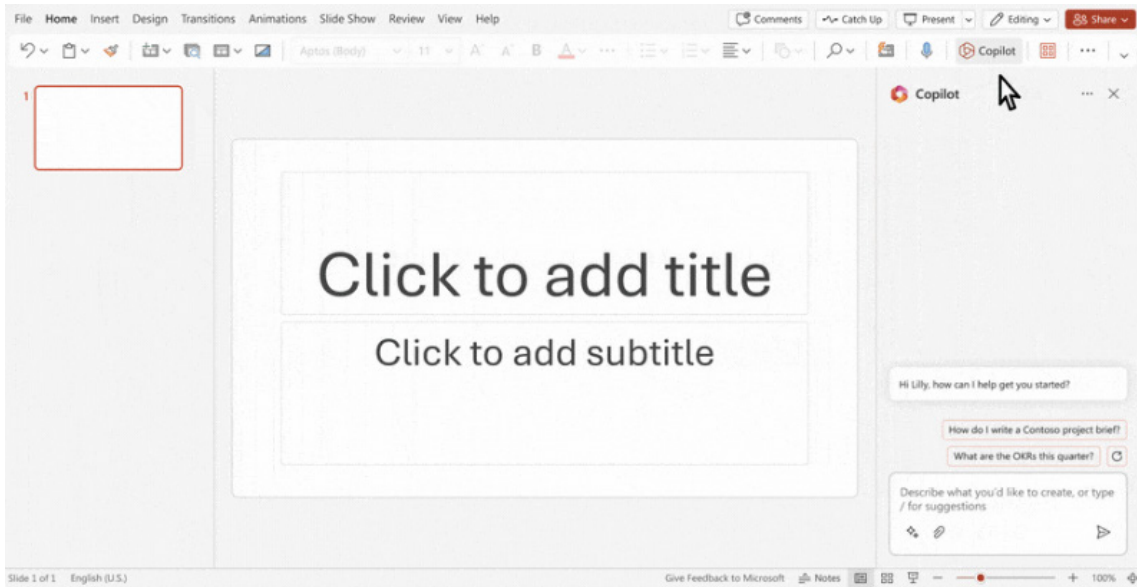 File Home Insert Design Transitions Animations Slide Show Review View Help Comments Catch Up Present Editing Share
Aptos (Body) 11 A A B A Copilot
1
Copilot
Click to add title
Click to add subtitle
Hi Lilly, how can I help get you started?
How do I write a Contoso project brief?
What are the OKRs this quarter?
Describe what you'd like to create, or type
/ for suggestions
Slide 1 of 1 English (U.S.) Give Feedback to Microsoft Notes 100%